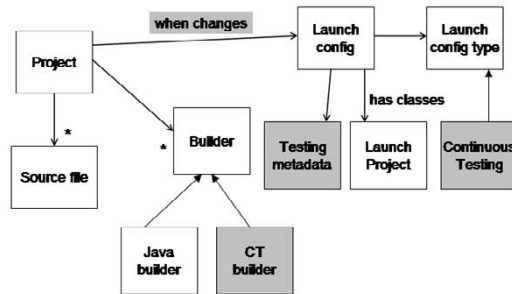 when changes
Launch
config
Launch
config type
Project
has classes
*
*
Builder
Testing
metadata
Launch
Project
Continuous
Testing
Source file
Java
builder
CT
builder